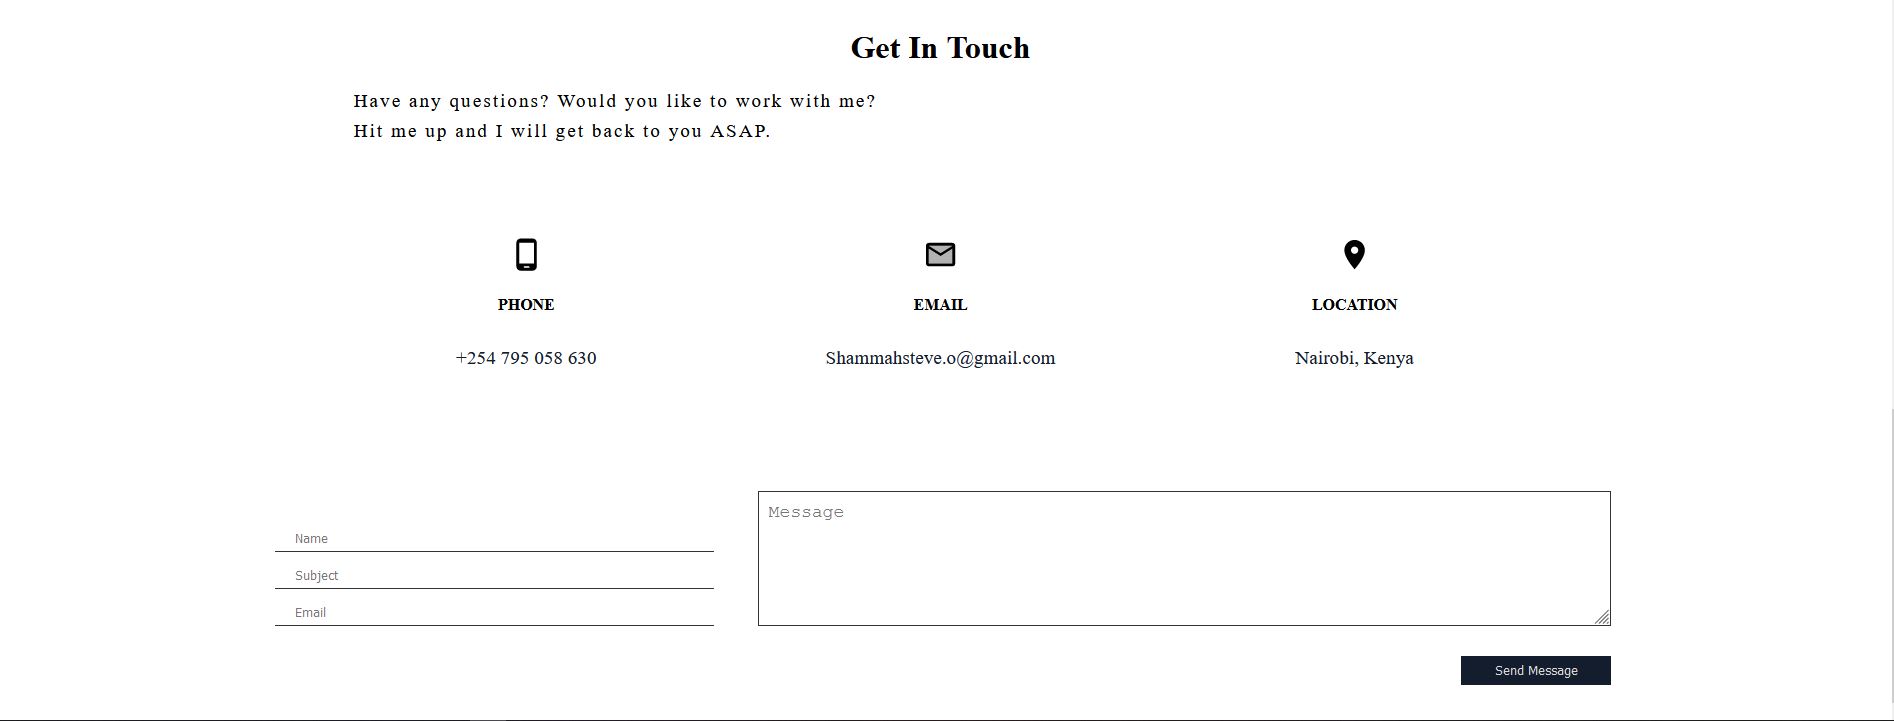 Get In Touch
Have any questions? Would you like to work with me?
Hit me up and I will get back to you ASAP.
PHONE
EMAIL
LOCATION
+254 795 058 630
Shammahsteve.o@gmail.com
Nairobi, Kenya
Name
Subject
Email
Message
Send Message